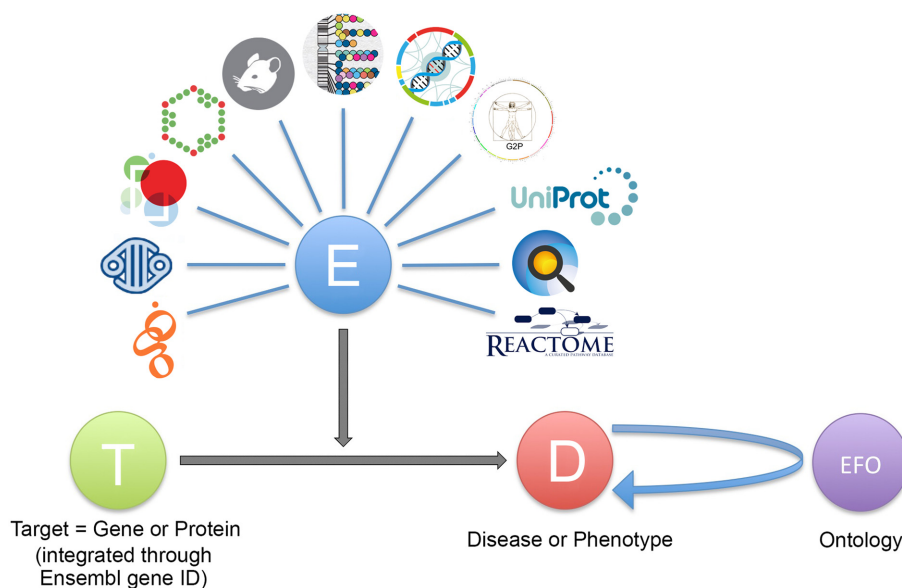 G2P
UniProt
E
REACTOME
A CURATED PATHWAY DATABASE
T
D
EFO
Target = Gene or Protein
(integrated through
Ensembl gene ID)
Disease or Phenotype
Ontology